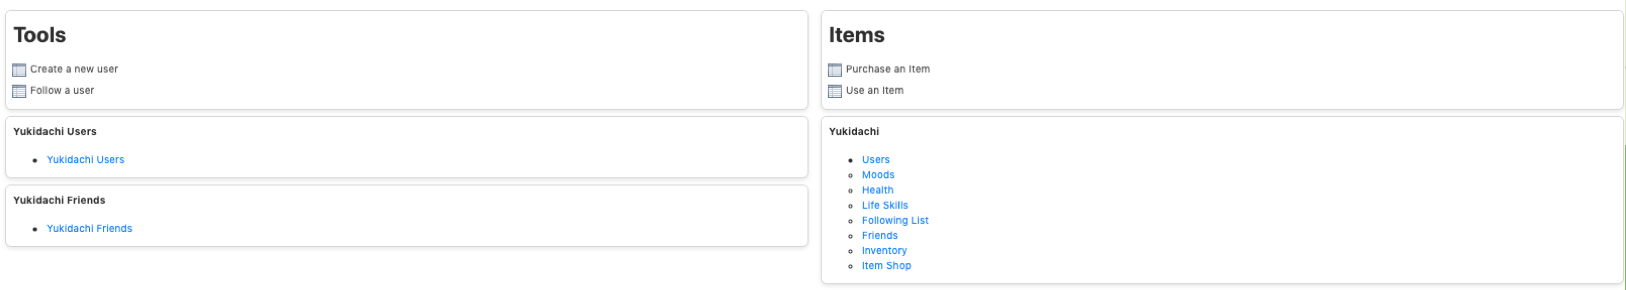 Tools
Create a new user
Follow a user
Yukidachi Users
Yukidachi Users
Yukidachi Friends
Yukidachi Friends
Items
Purchase an Item
Use an Item
Yukidachi
Users
Moods
Health
Life Skills
Following List
Friends
Inventory
Item Shop